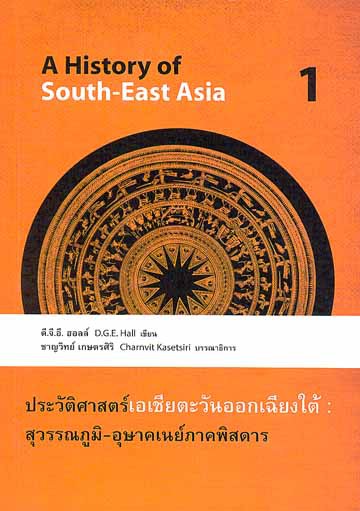 A History of
South-East Asia
1
ดี.จี.อี. ฮอลล์ D.G.E. Hall เขียน
ชาญวิทย์ เกษตรศิริ Charnvit Kasetsiri บรรณาธิการ
ประวัติศาสตร์เอเชียตะวันออกเฉียงใต้ :
สุวรรณภูมิ-อุษาคเนย์ภาคพิสดาร